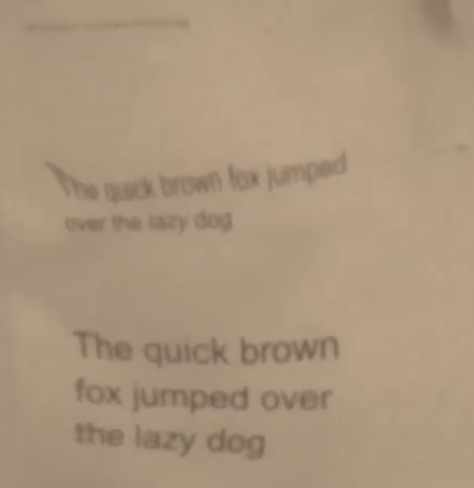 The quick brown fox jumped
over the lazy dog
The quick brown
fox jumped over
the lazy dog